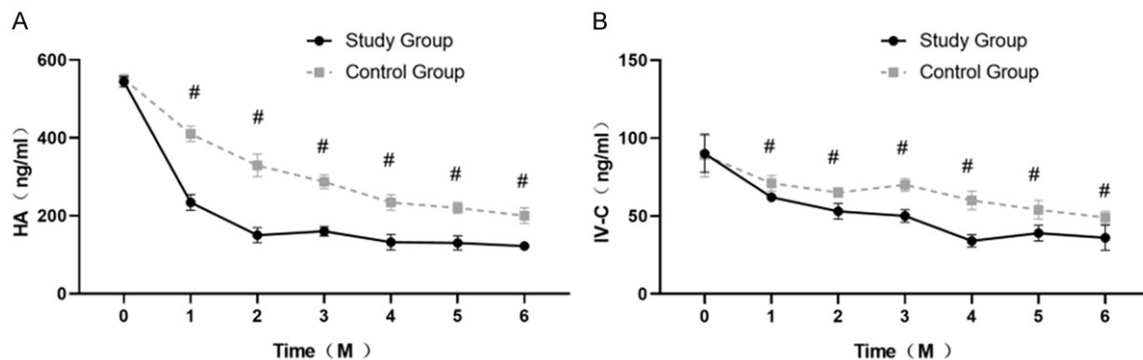 A
Study Group
Control Group
HA（ng/ml）
600
400
200
0
#
#
#
#
#
#
0 1 2 3 4 5 6
Time（M）
B
Study Group
Control Group
IV-C（ng/ml）
150
100
50
0
#
#
#
#
#
#
0 1 2 3 4 5 6
Time（M）